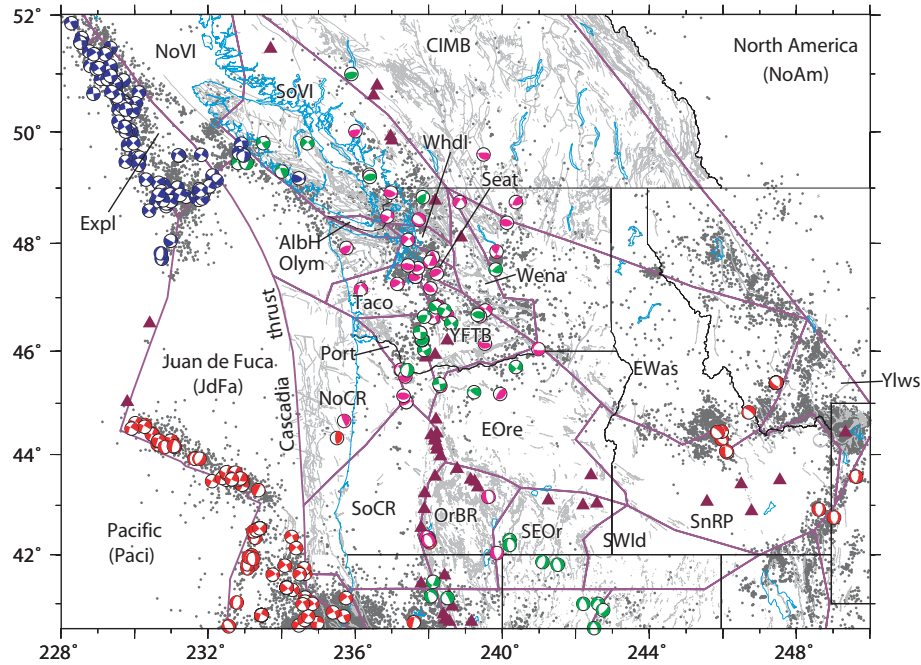 52°
50°
48°
46°
44°
42°
228°
232°
236°
240°
244°
248°
NoVI
CIMB
North America
(NoAm)
SoVI
WhdI
Seat
Expl
AlbH
Olym
Wena
Taco
YFTB
thrust
Cascadia
Port
Juan de Fuca
(JdFa)
EWas
Ylws
NoCR
EOre
SoCR
OrBR
SEOr
SWId
SnRP
Pacific
(Paci)